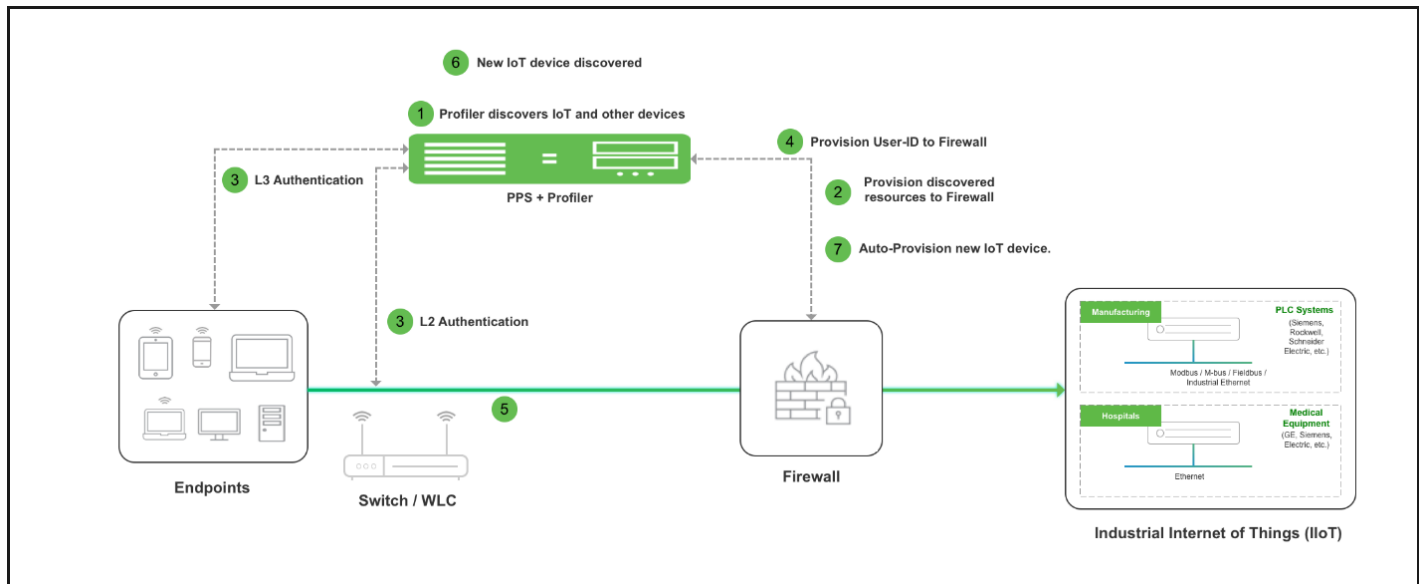 6 New IoT device discovered
1 Profiler discovers IoT and other devices
4 Provision User-ID to Firewall
3 L3 Authentication
2 Provision discovered
resources to Firewall
PPS + Profiler
7 Auto-Provision new IoT device.
3 L2 Authentication
5
Endpoints
Switch / WLC
Firewall
Manufacturing
PLC Systems
(Siemens,
Rockwell,
Schneider
Electric, etc.)
Modbus / M-bus / Fieldbus /
Industrial Ethernet
Hospitals
Medical
Equipment
(GE, Siemens,
Electric, etc.)
Ethernet
Industrial Internet of Things (IIoT)